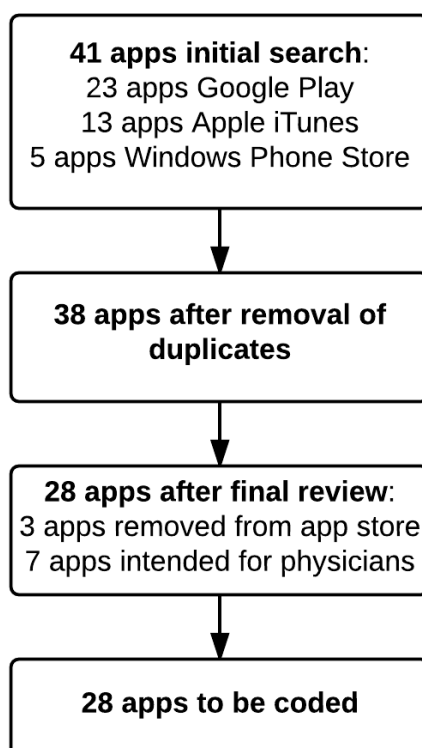 41 apps initial search:
23 apps Google Play
13 apps Apple iTunes
5 apps Windows Phone Store
38 apps after removal of
duplicates
28 apps after final review:
3 apps removed from app store
7 apps intended for physicians
28 apps to be coded